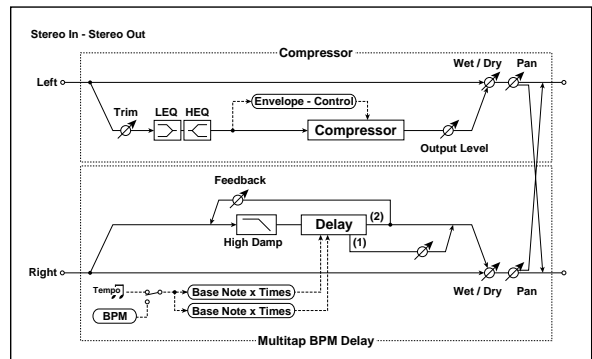 Stereo In - Stereo Out
Compressor
Wet / Dry
Pan
Left
Trim
LEQ
HEQ
Envelope - Control
Compressor
Output Level
Feedback
High Damp
Delay
(2)
(1)
Right
Tempo
BPM
Base Note x Times
Base Note x Times
Wet / Dry
Pan
Multitap BPM Delay